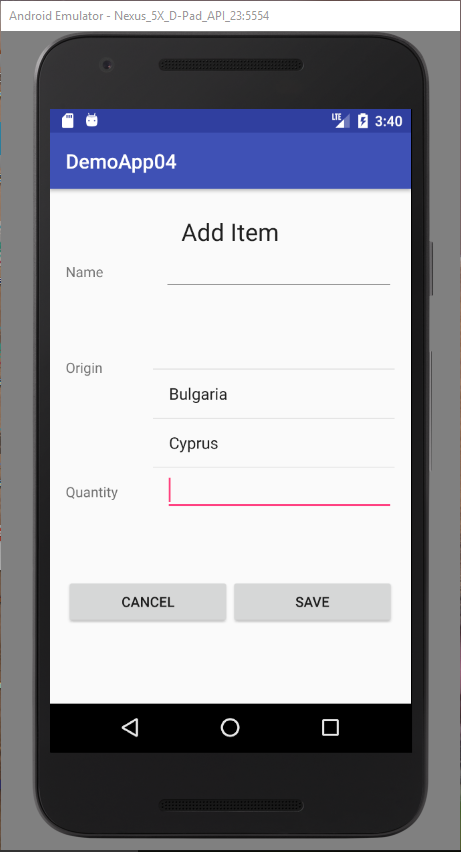 Android Emulator - Nexus_5X_D-Pad_API_23:5554
LTE 3:40
DemoApp04
Add Item
Name
Origin
Bulgaria
Cyprus
Quantity
CANCEL SAVE